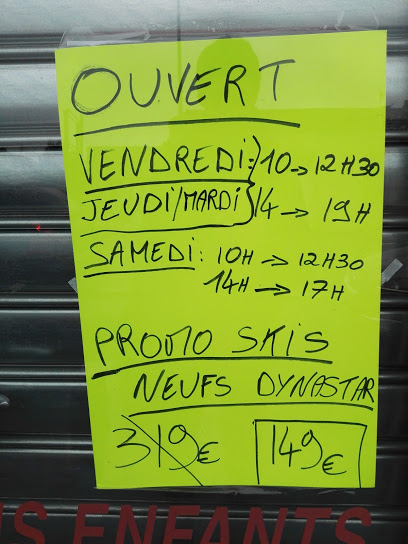 OUVERT
VENDREDI: 10 → 12H30
JEUDI/MARDI 14 → 19H
SAMEDI: 10H → 12H30
14H → 17H
PROMO SKIS
NEUFS DYNASTAR
319€ 149€
S ENFANTS